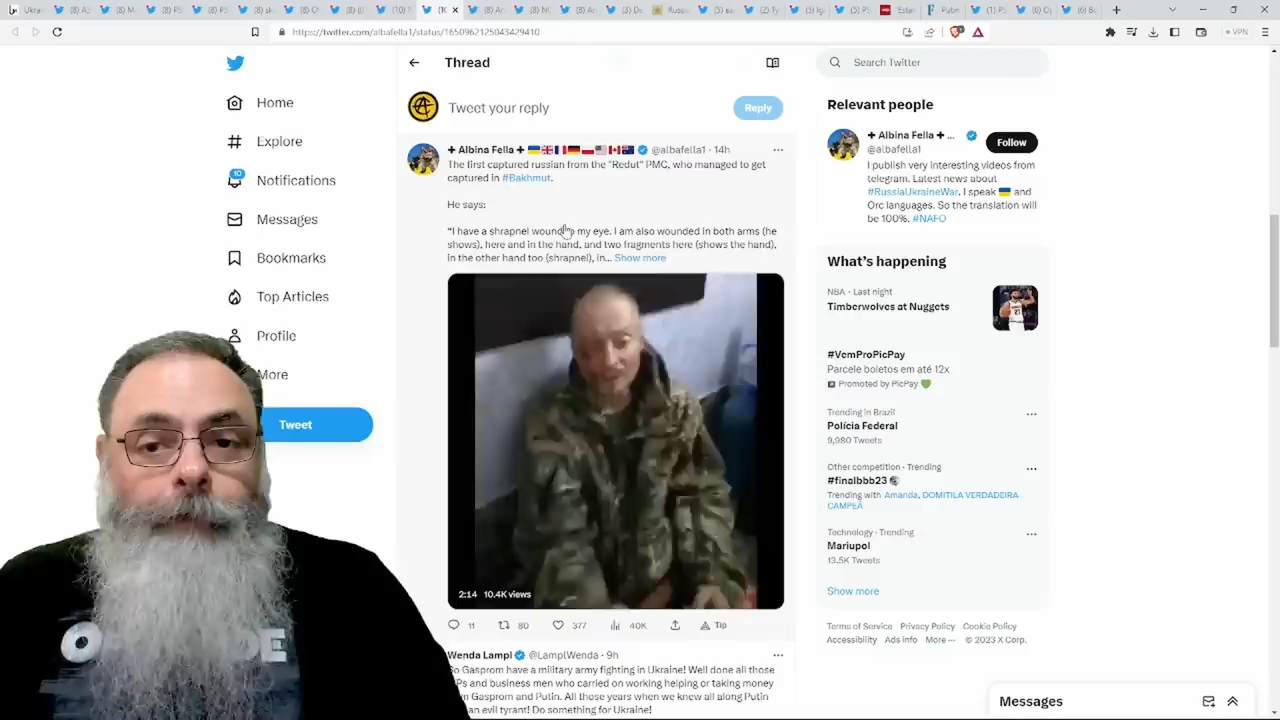 https://twitter.com/albafella1/status/1650962125043429410
VPN
Home
Explore
10
Notifications
Messages
Bookmarks
Top Articles
Profile
More
Tweet
Thread
Tweet your reply
Reply
Albina Fella
@albafella1 · 14h
The first captured russian from the "Redut" PMC, who managed to get
captured in #Bakhmut.
He says:
"I have a shrapnel wound my eye. I am also wounded in both arms (he
shows), here and in the hand, and two fragments here (shows the hand),
in the other hand too (shrapnel), in... Show more
2:14 10.4K views
11 80 377 40K Tip
Wenda Lampl @LamplWenda · 9h
So Gasprom have a military army fighting in Ukraine! Well done all those
and business men who carried on working helping or taking money
Gasprom and Putin. All those years when we knew all along Putin
an evil tyrant! Do something for Ukraine!
Search Twitter
Relevant people
Albina Fella ...
@albafella1
Follow
I publish very interesting videos from
telegram. Latest news about
#RussiaUkraineWar. I speak and
Orc languages. So the translation will
be 100%. #NAFO
What's happening
NBA · Last night
Timberwolves at Nuggets
#VemProPicPay
Parcele boletos em até 12x
Promoted by PicPay
Trending in Brazil
Polícia Federal
9,980 Tweets
Other competition · Trending
#finalbbb23
Trending with Amanda, DOMITILA VERDADEIRA
CAMPEÃ
Technology · Trending
Mariupol
13.5K Tweets
Show more
Terms of Service Privacy Policy Cookie Policy
Accessibility Ads info More ··· © 2023 X Corp.
Messages